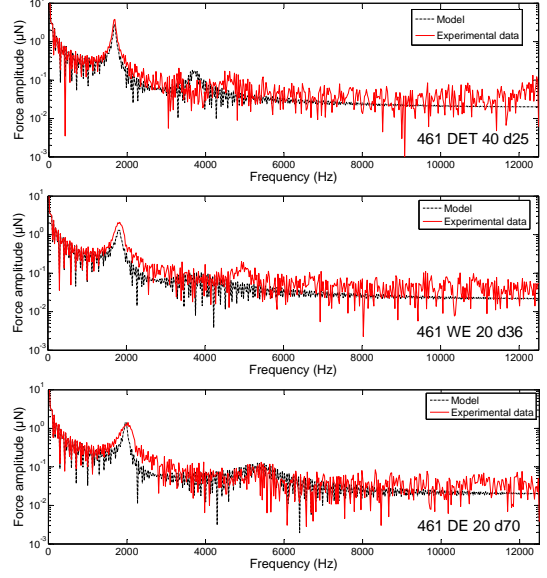 10¹
10⁰
10⁻¹
10⁻²
10⁻³
Force amplitude (µN)
Model
Experimental data
461 DET 40 d25
0 2000 4000 6000 8000 10000 12000
Frequency (Hz)
10¹
10⁰
10⁻¹
10⁻²
10⁻³
Force amplitude (µN)
Model
Experimental data
461 WE 20 d36
0 2000 4000 6000 8000 10000 12000
Frequency (Hz)
10¹
10⁰
10⁻¹
10⁻²
10⁻³
Force amplitude (µN)
Model
Experimental data
461 DE 20 d70
0 2000 4000 6000 8000 10000 12000
Frequency (Hz)